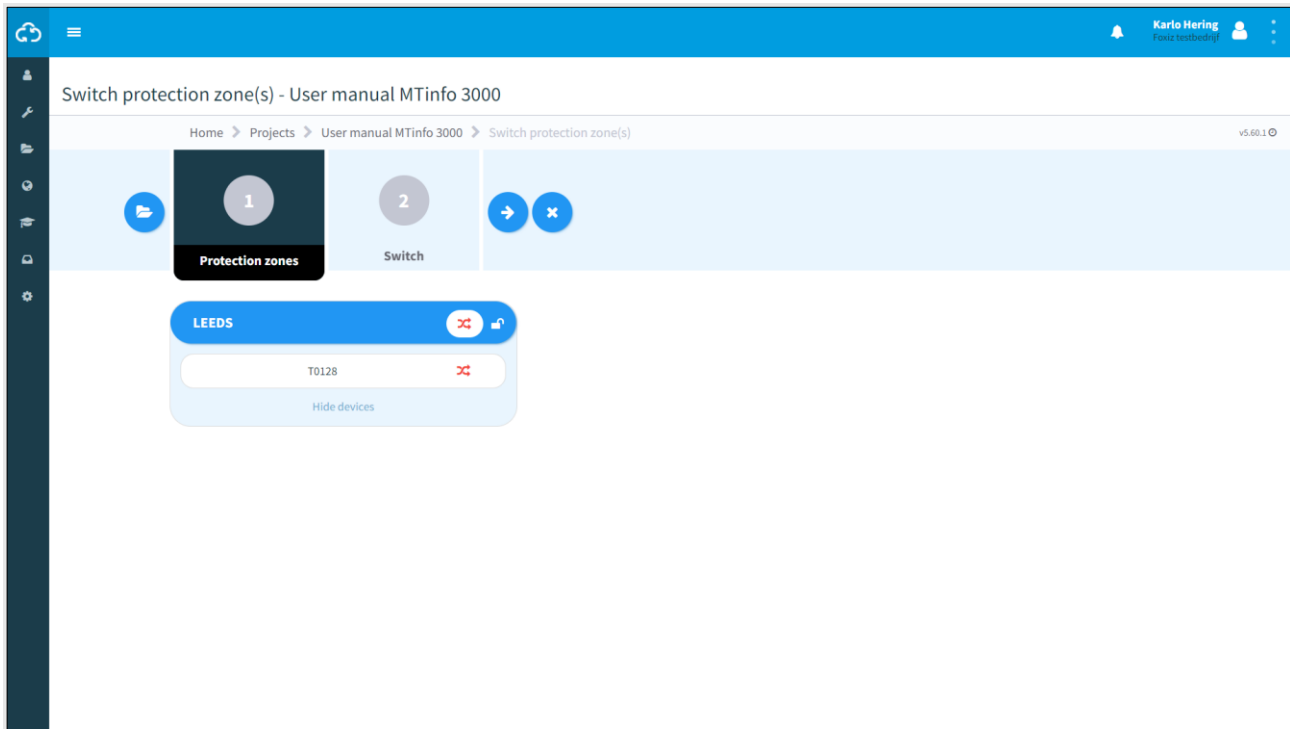 Karlo Hering
Foxiz testbedrijf
Switch protection zone(s) - User manual MTinfo 3000
Home Projects User manual MTinfo 3000 Switch protection zone(s)
v5.60.1
1
2
Protection zones
Switch
LEEDS
T0128
Hide devices